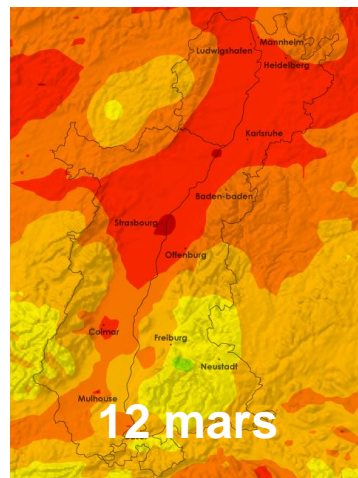 Mannheim
Ludwigshafen
Heidelberg
Karlsruhe
Baden-baden
Strasbourg
Offenburg
Colmar
Freiburg
Neustadt
Mulhouse
12 mars